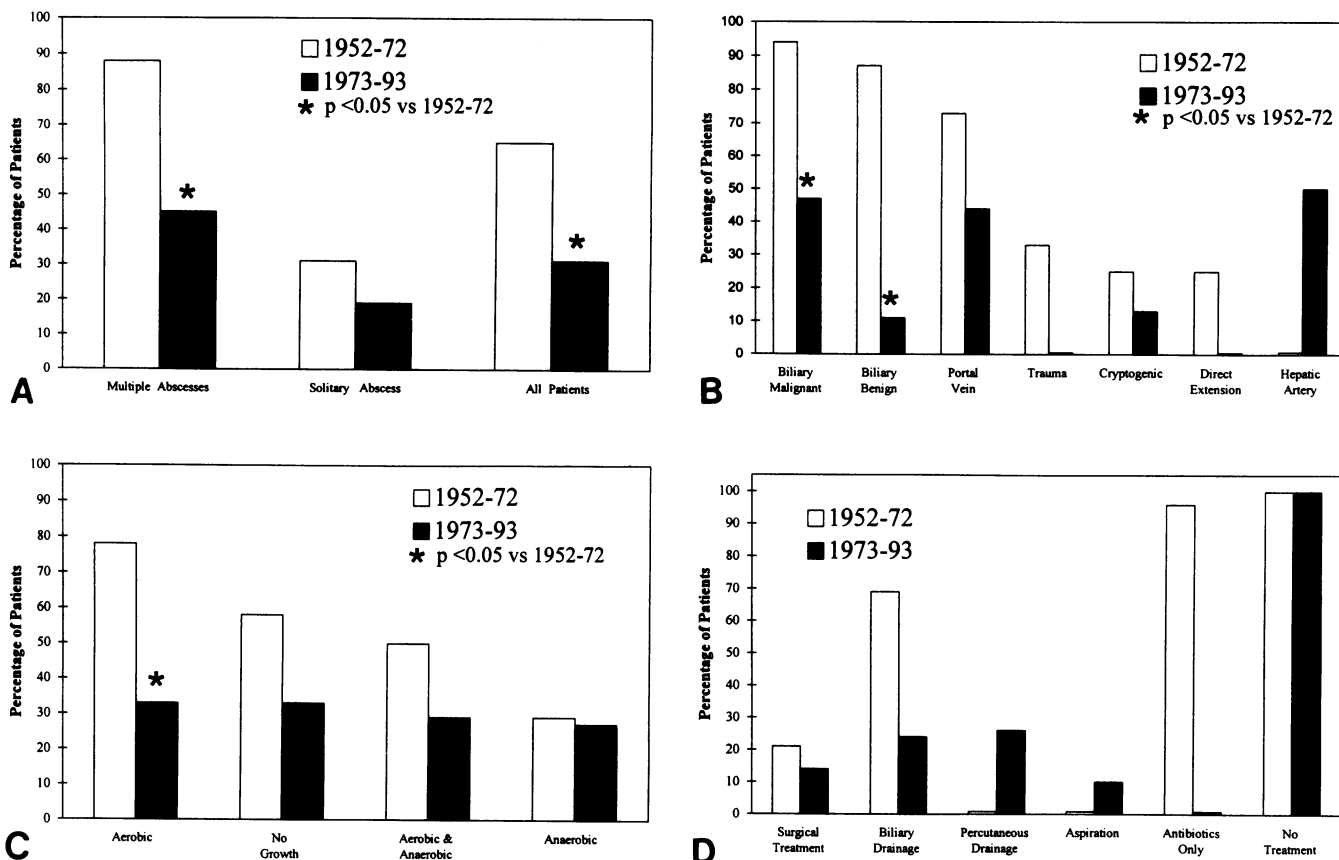 100
90
80
70
60
50
40
30
20
10
0
Percentage of Patients
1952-72
1973-93
★ p <0.05 vs 1952-72
★
★
Multiple Abscesses
Solitary Abscess
All Patients
A
100
90
80
70
60
50
40
30
20
10
0
Percentage of Patients
1952-72
1973-93
★ p <0.05 vs 1952-72
★
★
Biliary
Malignant
Biliary
Benign
Portal
Vein
Trauma
Cryptogenic
Direct
Extension
Hepatic
Artery
B
100
90
80
70
60
50
40
30
20
10
0
Percentage of Patients
1952-72
1973-93
★ p <0.05 vs 1952-72
★
Aerobic
No
Growth
Aerobic &
Anaerobic
Anaerobic
C
100
90
80
70
60
50
40
30
20
10
0
Percentage of Patients
1952-72
1973-93
Surgical
Treatment
Biliary
Drainage
Percutaneous
Drainage
Aspiration
Antibiotics
Only
No
Treatment
D